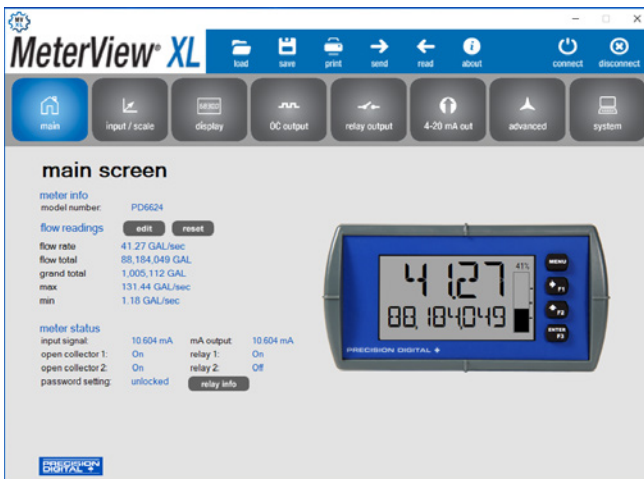 MV
XL
MeterView® XL
load save print send read about connect disconnect
main input / scale display OC output relay output 4-20 mA out advanced system
main screen
meter info
model number: PD6624
flow readings edit reset
flow rate 41.27 GAL/sec
flow total 88,184,049 GAL
grand total 1,005,112 GAL
max 131.44 GAL/sec
min 1.18 GAL/sec
meter status
input signal: 10.604 mA mA output: 10.604 mA
open collector 1: On relay 1: On
open collector 2: On relay 2: Off
password setting: unlocked relay info
41.27
41%
88,184,049
MENU
F1
F2
ENTER
F3
PRECISION DIGITAL
PRECISION
DIGITAL